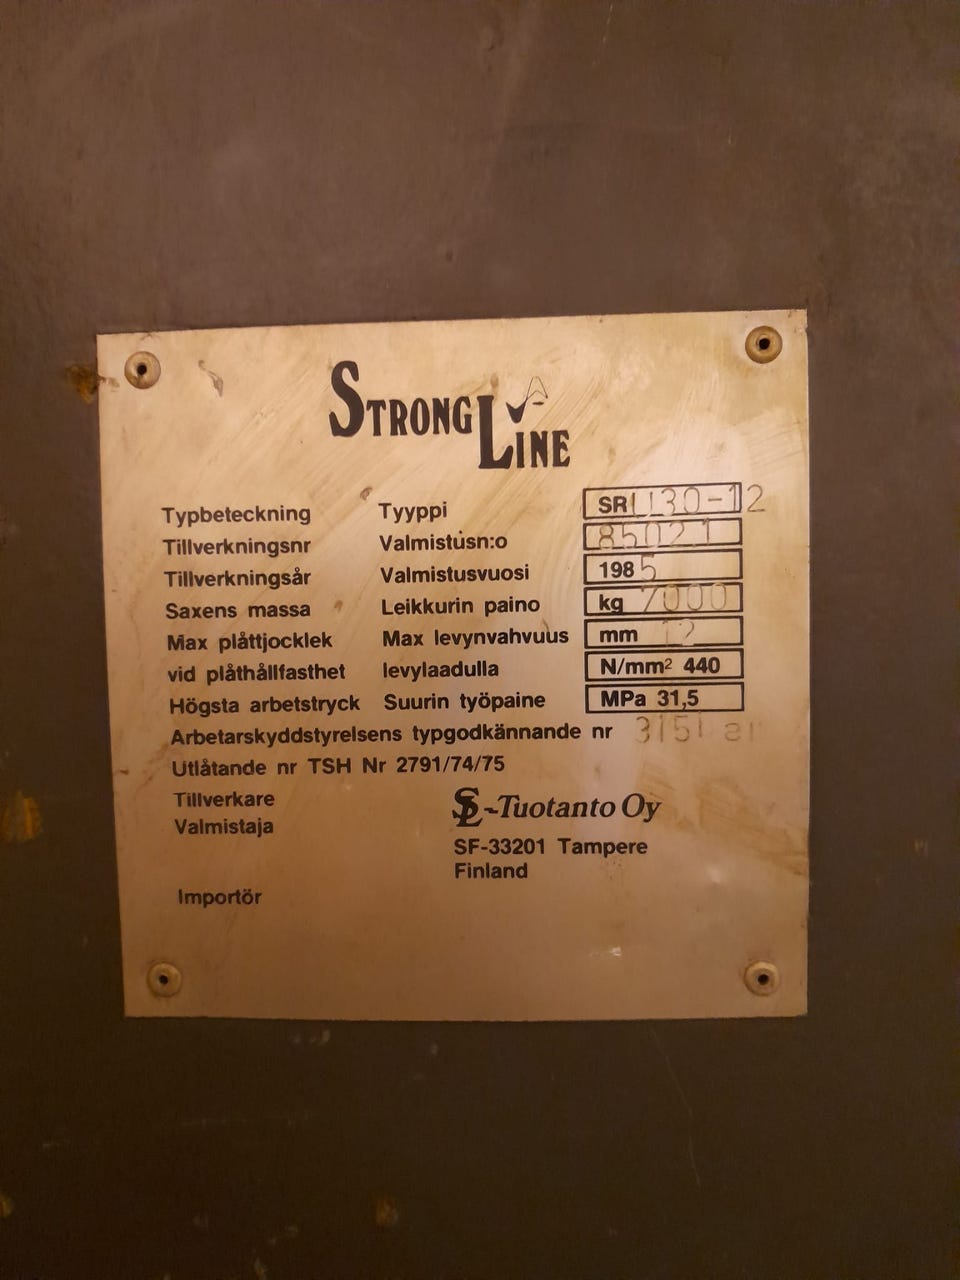 STRONG LINE
Typbeteckning Tyyppi SRU30-12
Tillverkningsnr Valmistusn:o 85021
Tillverkningsår Valmistusvuosi 1985
Saxens massa Leikkurin paino kg 7000
Max plåttjocklek Max levynvahvuus mm 12
vid plåthållfasthet levylaadulla N/mm² 440
Högsta arbetstryck Suurin työpaine MPa 31,5
Arbetarskyddstyrelsens typgodkännande nr
Utlåtande nr TSH Nr 2791/74/75
Tillverkare
Valmistaja
SL-Tuotanto Oy
SF-33201 Tampere
Finland
Importör